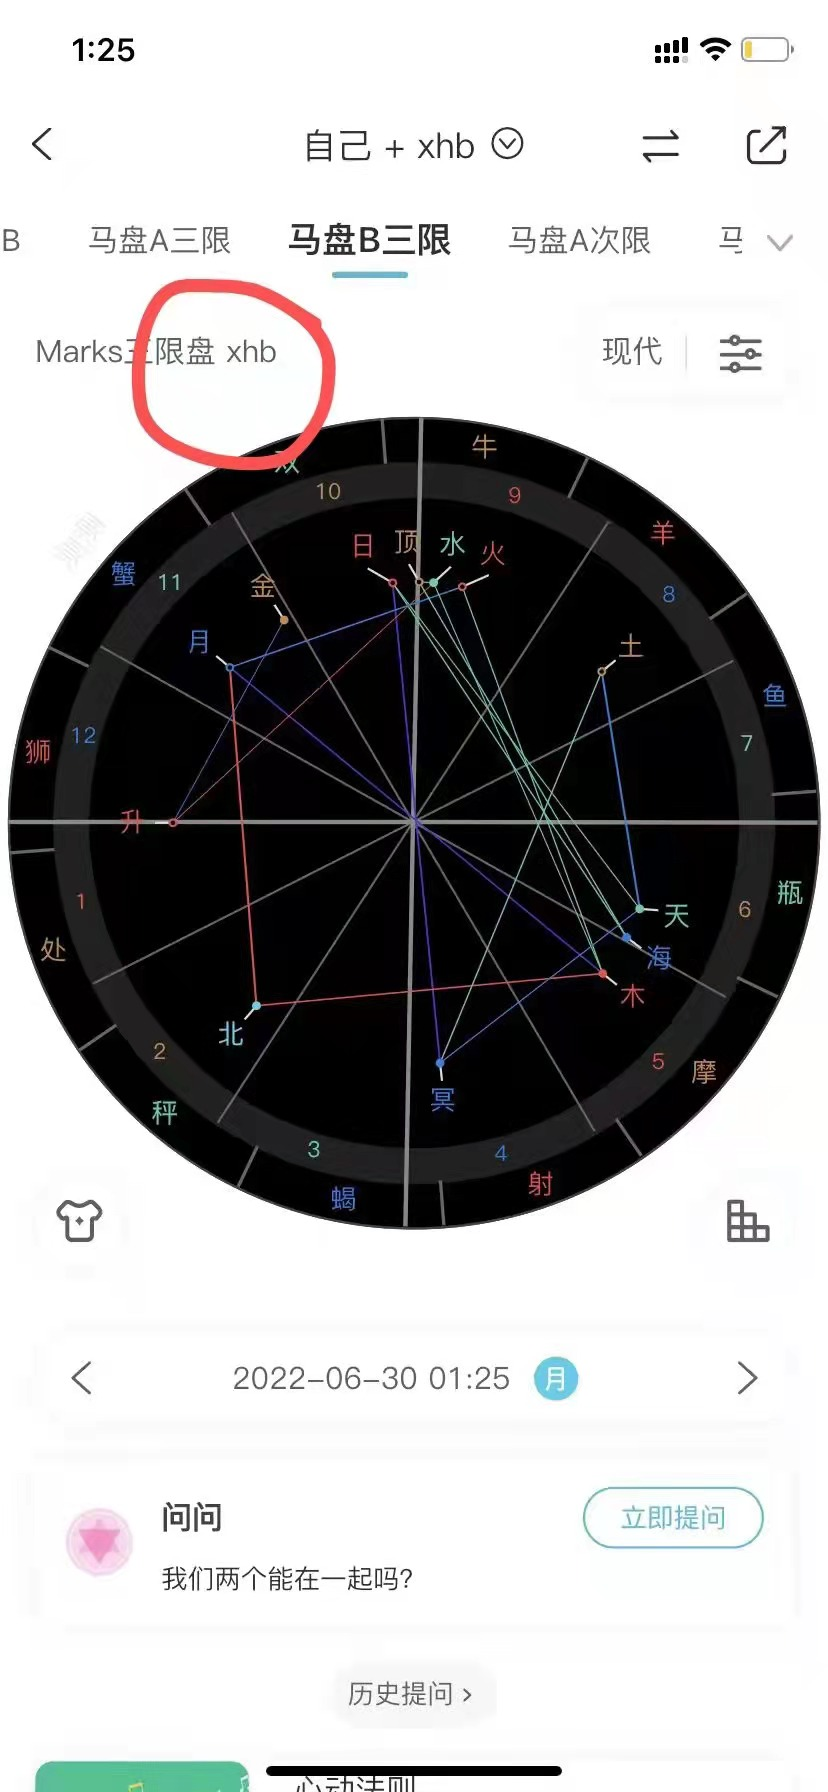 1:25
自己 + xhb
B 马盘A三限 马盘B三限 马盘A次限
Marks三限盘 xhb
现代
双 牛
10 9
日 顶 水 火 羊
蟹 11 金 8
月 土
鱼
狮 12 7
升
1 6 瓶
天
处 海
木
北
2 5 摩
冥
秤
3 4
蝎 射
2022-06-30 01:25 月
问问
立即提问
我们两个能在一起吗?
历史提问 ›